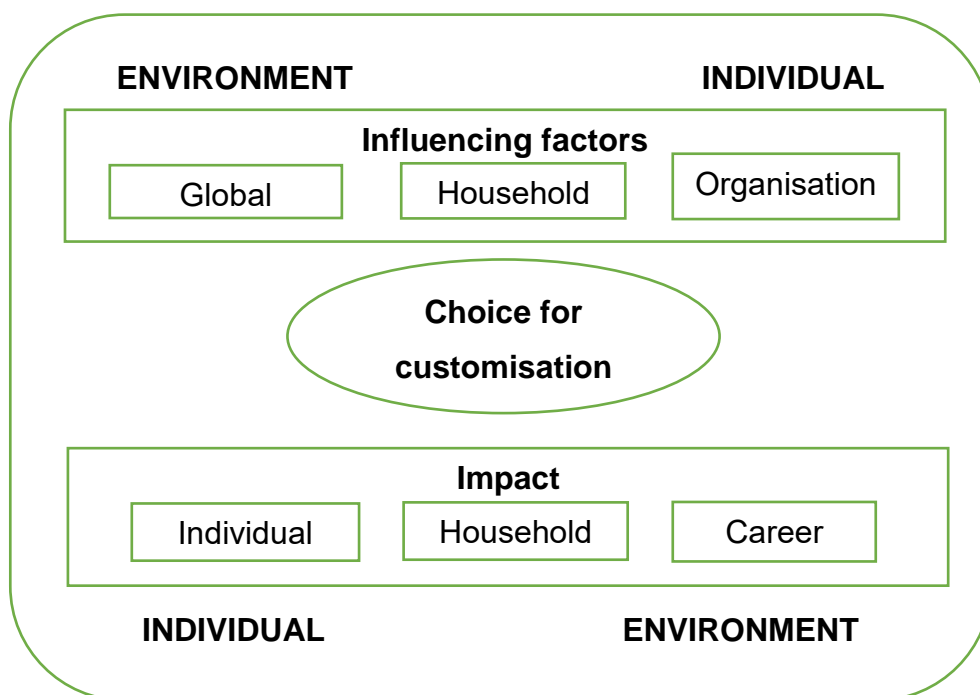 ENVIRONMENT INDIVIDUAL
Influencing factors
Global Household Organisation
Choice for
customisation
Impact
Individual Household Career
INDIVIDUAL ENVIRONMENT